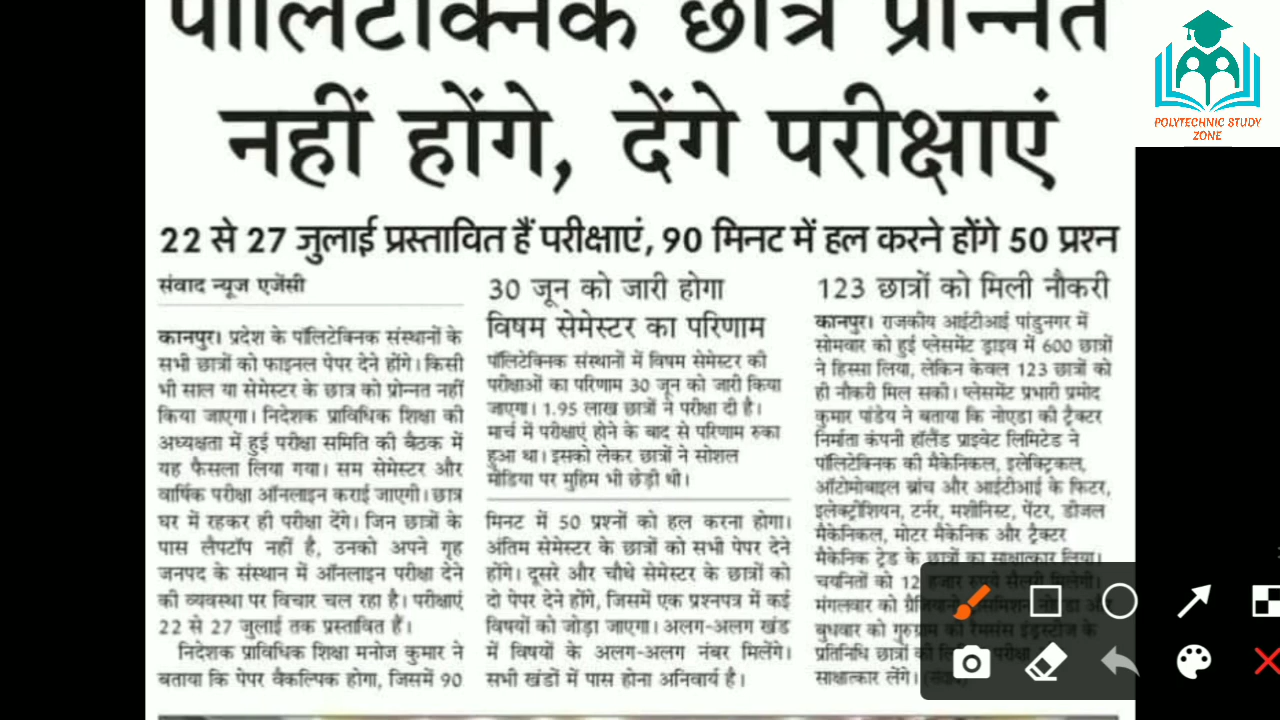 पॉलिटेक्निक छात्र प्रोन्नत
नहीं होंगे, देंगे परीक्षाएं
22 से 27 जुलाई प्रस्तावित हैं परीक्षाएं, 90 मिनट में हल करने होंगे 50 प्रश्न
संवाद न्यूज एजेंसी
कानपुर। प्रदेश के पॉलिटेक्निक संस्थानों के
सभी छात्रों को फाइनल पेपर देने होंगे। किसी
भी साल या सेमेस्टर के छात्र को प्रोन्नत नहीं
किया जाएगा। निदेशक प्राविधिक शिक्षा की
अध्यक्षता में हुई परीक्षा समिति की बैठक में
यह फैसला लिया गया। सम सेमेस्टर और
वार्षिक परीक्षा ऑनलाइन कराई जाएगी। छात्र
घर में रहकर ही परीक्षा देंगे। जिन छात्रों के
पास लैपटॉप नहीं है, उनको अपने गृह
जनपद के संस्थान में ऑनलाइन परीक्षा देने
की व्यवस्था पर विचार चल रहा है। परीक्षाएं
22 से 27 जुलाई तक प्रस्तावित हैं।
निदेशक प्राविधिक शिक्षा मनोज कुमार ने
बताया कि पेपर वैकल्पिक होगा, जिसमें 90
30 जून को जारी होगा
विषम सेमेस्टर का परिणाम
पॉलिटेक्निक संस्थानों में विषम सेमेस्टर की
परीक्षाओं का परिणाम 30 जून को जारी किया
जाएगा। 1.95 लाख छात्रों ने परीक्षा दी है।
मार्च में परीक्षाएं होने के बाद से परिणाम रुका
हुआ था। इसको लेकर छात्रों ने सोशल
मीडिया पर मुहिम भी छेड़ी थी।
मिनट में 50 प्रश्नों को हल करना होगा।
अंतिम सेमेस्टर के छात्रों को सभी पेपर देने
होंगे। दूसरे और चौथे सेमेस्टर के छात्रों को
दो पेपर देने होंगे, जिसमें एक प्रश्नपत्र में कई
विषयों को जोड़ा जाएगा। अलग-अलग खंड
में विषयों के अलग-अलग नंबर मिलेंगे।
सभी खंडों में पास होना अनिवार्य है।
123 छात्रों को मिली नौकरी
कानपुर। राजकीय आईटीआई पांडुनगर में
सोमवार को हुई प्लेसमेंट ड्राइव में 600 छात्रों
ने हिस्सा लिया, लेकिन केवल 123 छात्रों को
ही नौकरी मिल सकी। प्लेसमेंट प्रभारी प्रमोद
कुमार पांडेय ने बताया कि नोएडा की ट्रैक्टर
निर्माता कंपनी हॉलैंड प्राइवेट लिमिटेड ने
पॉलिटेक्निक की मैकेनिकल, इलेक्ट्रिकल,
ऑटोमोबाइल ब्रांच और आईटीआई के फिटर,
इलेक्ट्रीशियन, टर्नर, मशीनिस्ट, पेंटर, डीजल
मैकेनिकल, मोटर मैकेनिक और ट्रैक्टर
मैकेनिक ट्रेड के छात्रों का साक्षात्कार लिया।
चयनितों को 12 हजार रुपये सैलरी मिलेगी।
मंगलवार को
बुधवार को गुरुग्राम को इंडस्ट्रीज के
प्रतिनिधि छात्रों की परीक्षा
साक्षात्कार लेंगे।
POLYTECHNIC STUDY
ZONE